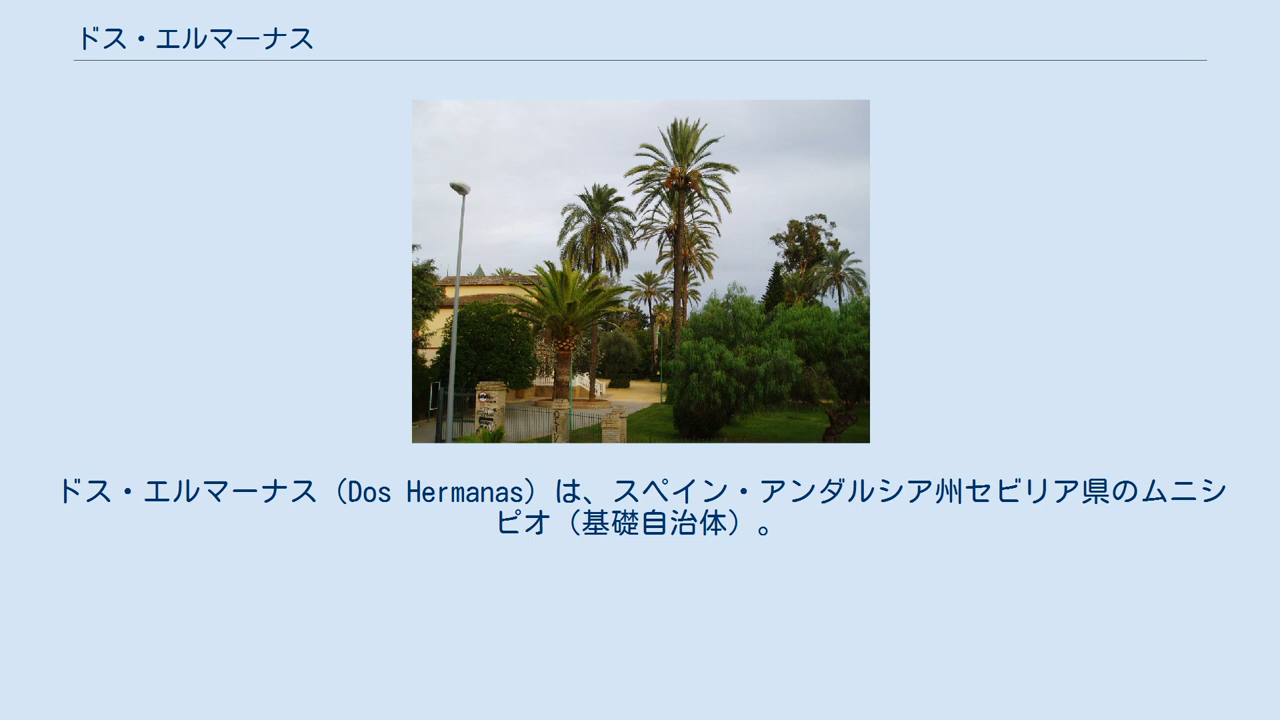 ドス・エルマーナス
ドス・エルマーナス（Dos Hermanas）は、スペイン・アンダルシア州セビリア県のムニシ
ピオ（基礎自治体）。